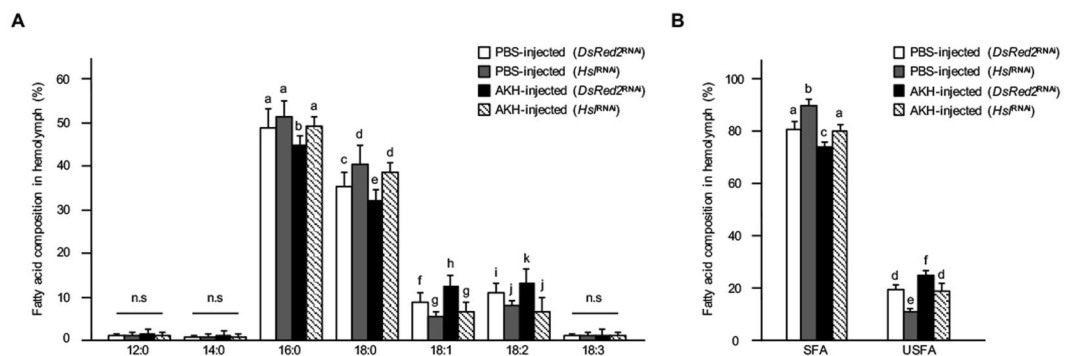 A
Fatty acid composition in hemolymph (%)
60
50
40
30
20
10
0
PBS-injected (DsRed2RNAi)
PBS-injected (HslRNAi)
AKH-injected (DsRed2RNAi)
AKH-injected (HslRNAi)
n.s
n.s
a
a
b
a
c
d
e
d
f
g
h
g
i
j
k
j
n.s
12:0
14:0
16:0
18:0
18:1
18:2
18:3
B
Fatty acid composition in hemolymph (%)
100
80
60
40
20
0
PBS-injected (DsRed2RNAi)
PBS-injected (HslRNAi)
AKH-injected (DsRed2RNAi)
AKH-injected (HslRNAi)
a
b
c
a
d
e
f
d
SFA
USFA